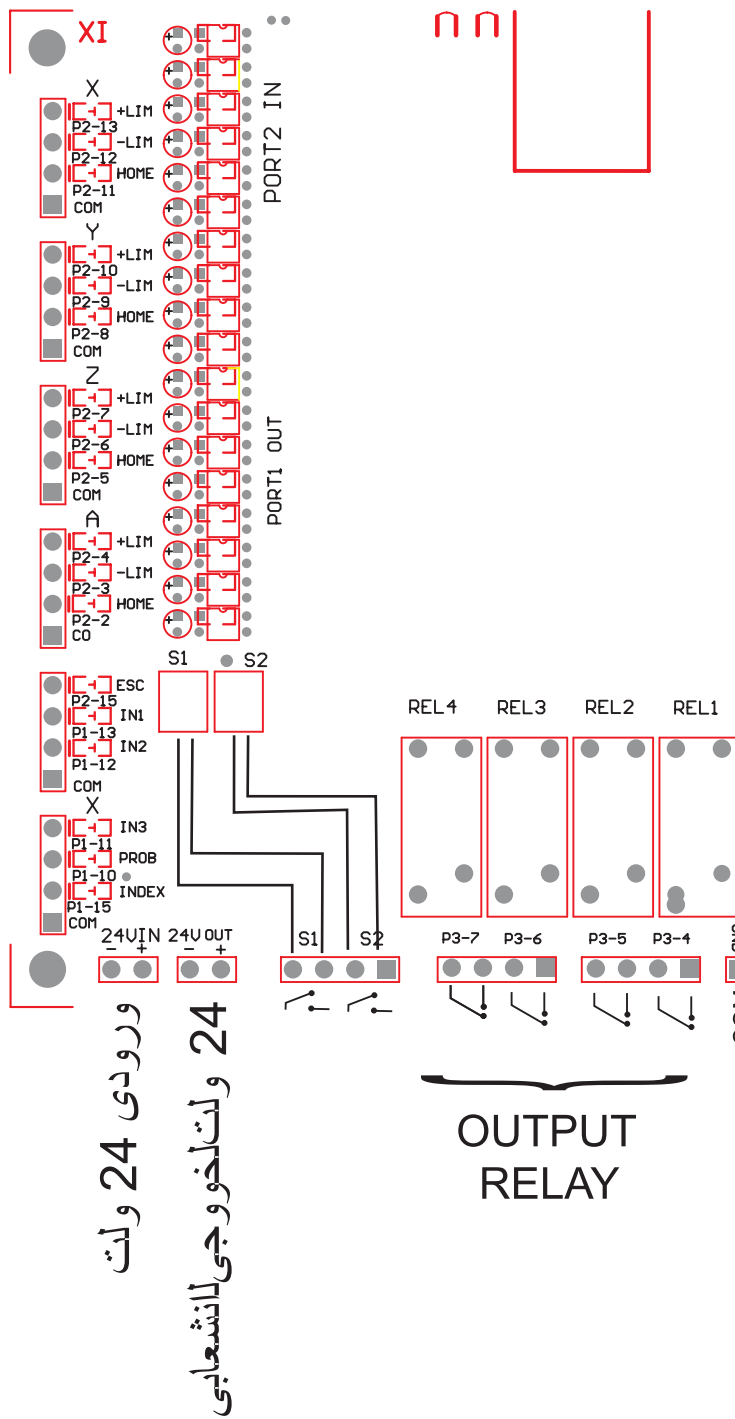 XI
X
+LIM
P2-13
-LIM
P2-12
HOME
P2-11
COM
Y
+LIM
P2-10
-LIM
P2-9
HOME
P2-8
COM
Z
+LIM
P2-7
-LIM
P2-6
HOME
P2-5
COM
A
+LIM
P2-4
-LIM
P2-3
HOME
P2-2
CO
PORT2 IN
PORT1 OUT
S1 S2
ESC
P2-15
IN1
P1-13
IN2
P1-12
COM
X
IN3
P1-11
PROB
P1-10
INDEX
P1-15
COM
REL4 REL3 REL2 REL1
24VIN 24V OUT
- + - +
S1 S2
P3-7 P3-6 P3-5 P3-4
ورودی 24 ولت
24 ولت خروجی انشعابی
OUTPUT
RELAY